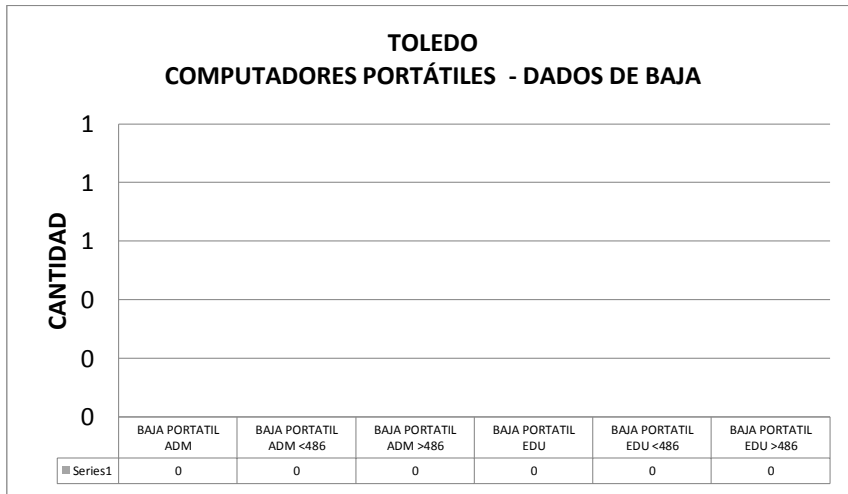 TOLEDO
COMPUTADORES PORTÁTILES - DADOS DE BAJA
CANTIDAD
1
1
1
0
0
0
BAJA PORTATIL ADM
BAJA PORTATIL ADM <486
BAJA PORTATIL ADM >486
BAJA PORTATIL EDU
BAJA PORTATIL EDU <486
BAJA PORTATIL EDU >486
Series1 0 0 0 0 0 0